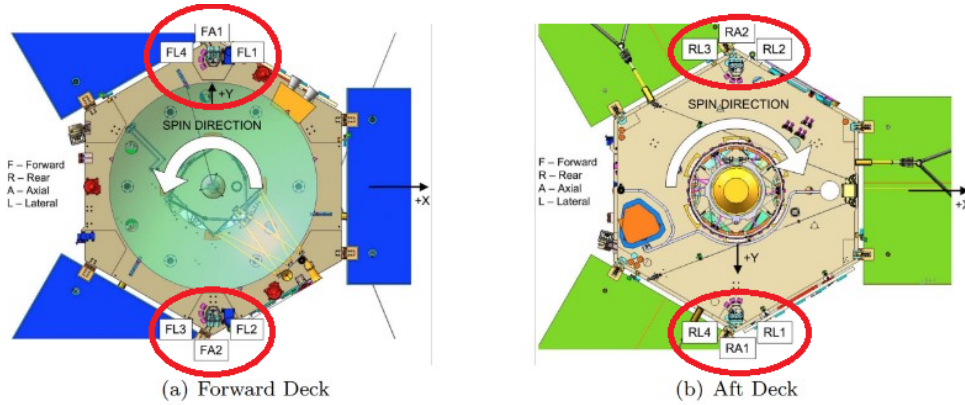 FA1
FL4 FL1
+Y
SPIN DIRECTION
F – Forward
R – Rear
A – Axial
L – Lateral
+X
FL3 FL2
FA2
(a) Forward Deck
RA2
RL3 RL2
SPIN DIRECTION
F – Forward
R – Rear
A – Axial
L – Lateral
+X
+Y
RL4 RL1
RA1
(b) Aft Deck